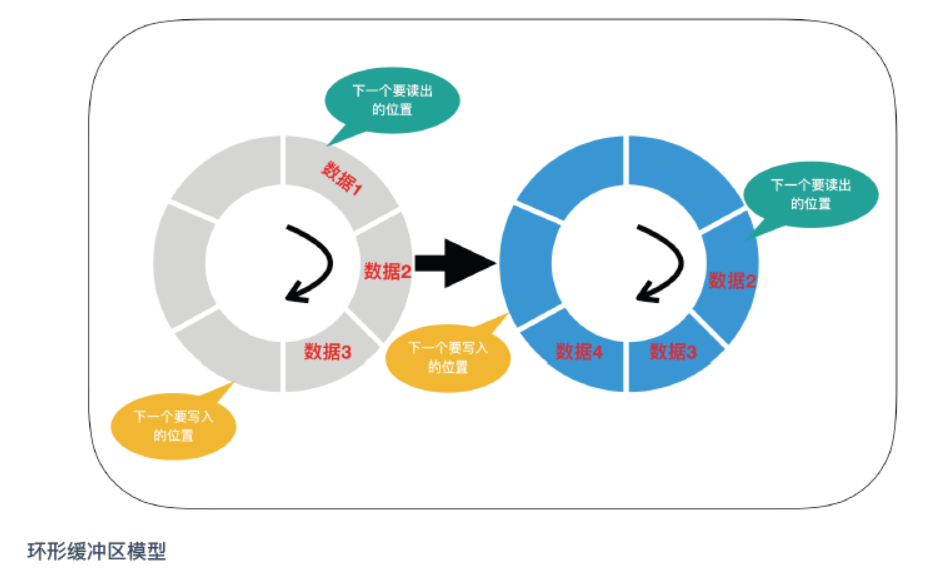 下一个要读出
的位置
数据1
数据2
数据3
下一个要写入
的位置
下一个要读出
的位置
数据2
数据3
数据4
下一个要写入
的位置
环形缓冲区模型